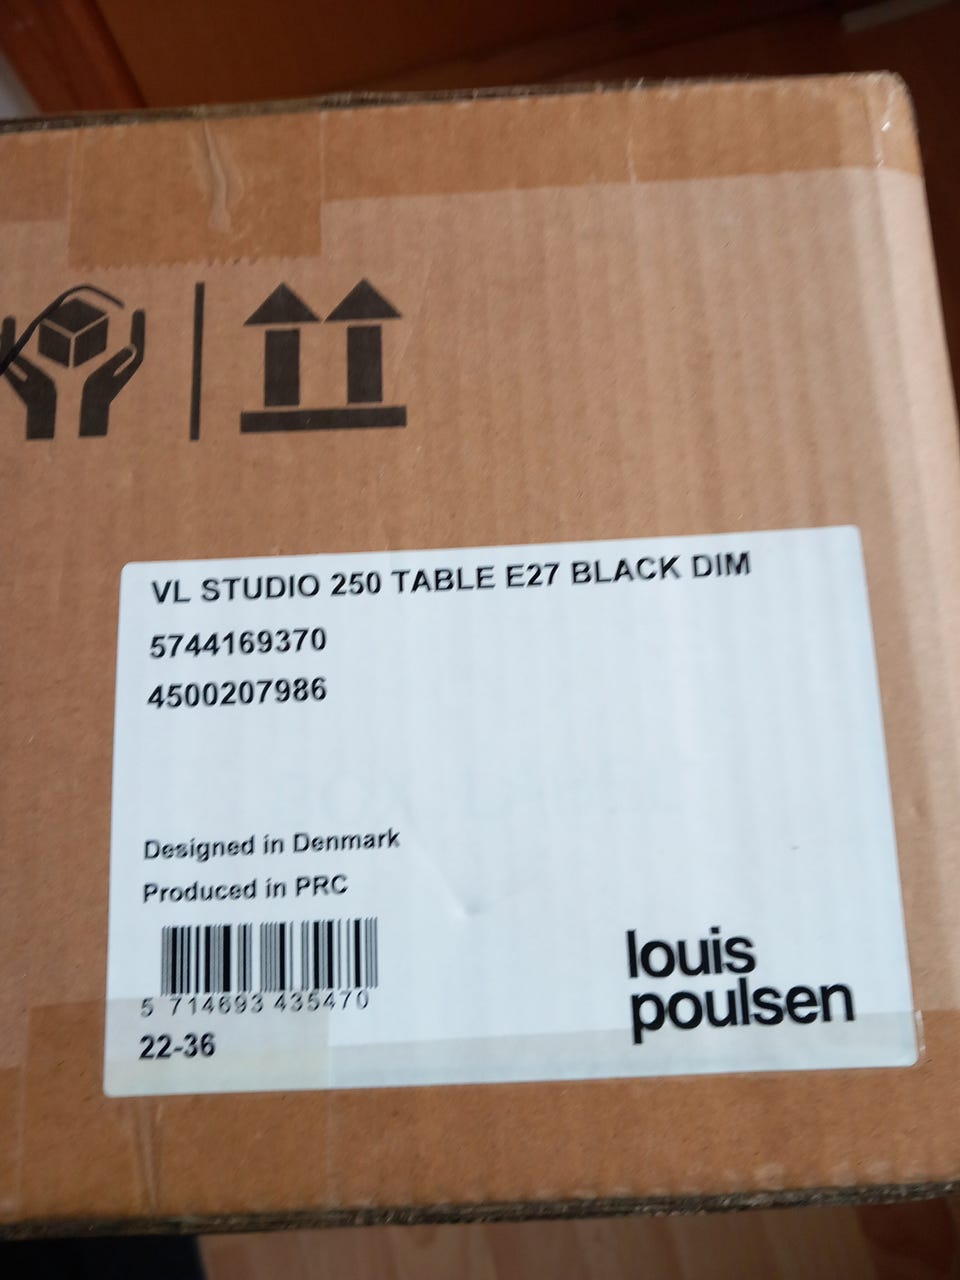 VL STUDIO 250 TABLE E27 BLACK DIM
5744169370
4500207986
Designed in Denmark
Produced in PRC
5 714693 435470
22-36
louis
poulsen